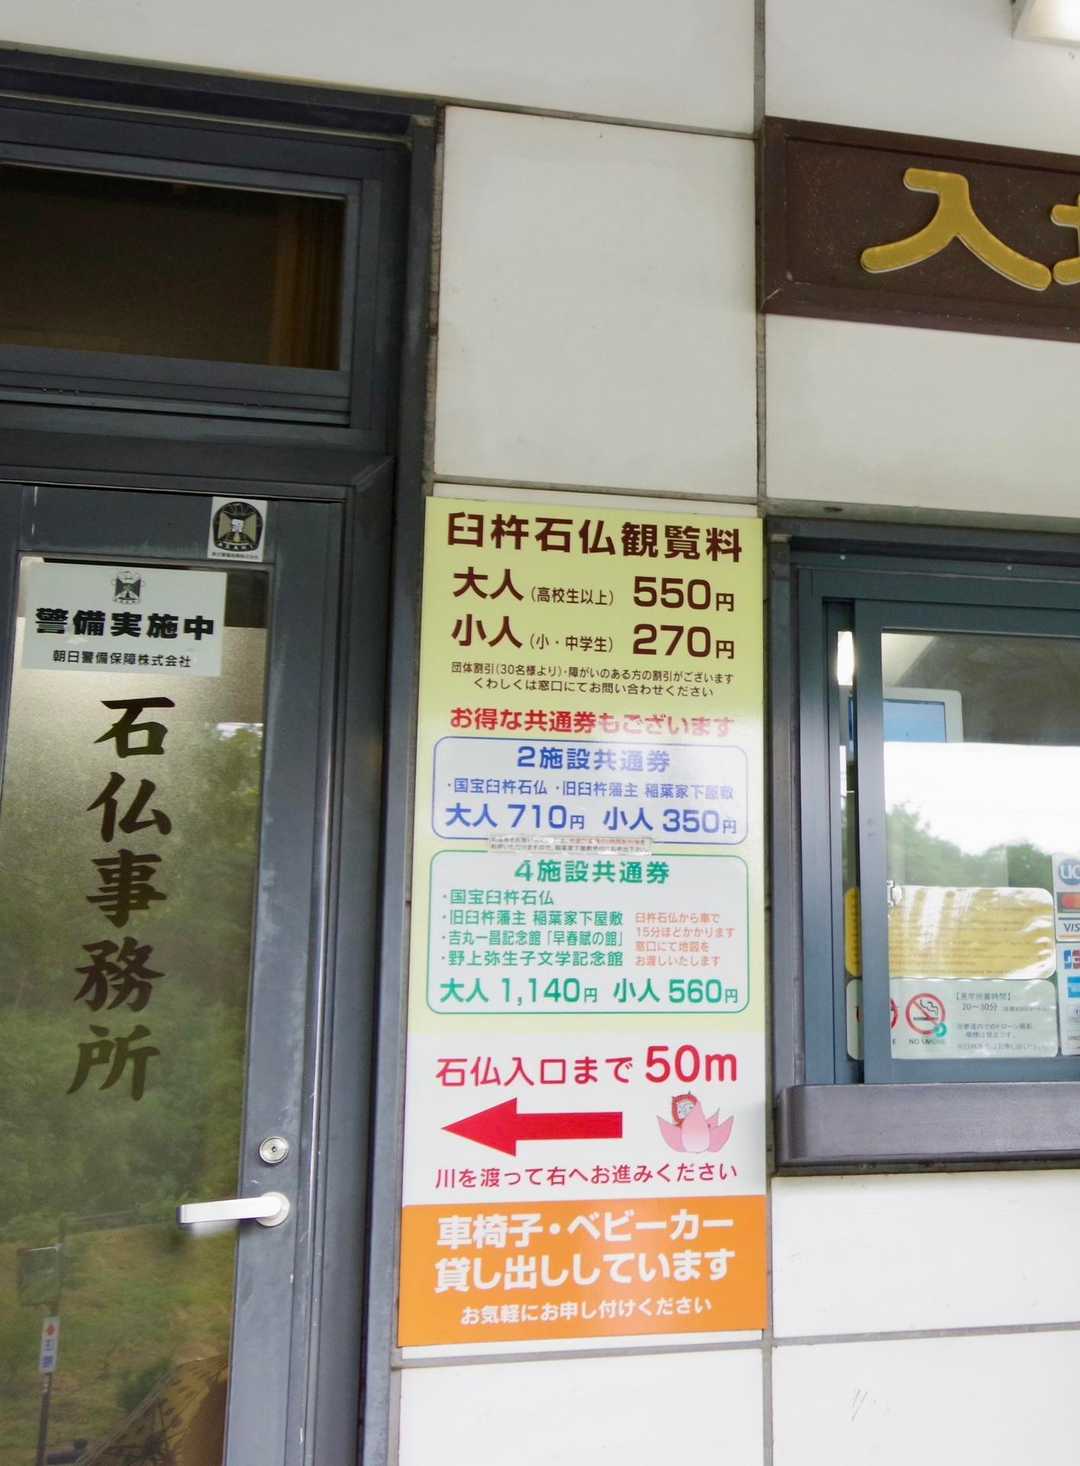 入
臼杵石仏観覧料
大人（高校生以上） 550円
小人（小・中学生） 270円
団体割引（30名様より）・障がいのある方の割引がございます
くわしくは窓口にてお問い合わせください
お得な共通券もございます
2施設共通券
・国宝臼杵石仏 ・旧臼杵藩主 稲葉家下屋敷
大人 710円 小人 350円
4施設共通券
・国宝臼杵石仏
・旧臼杵藩主 稲葉家下屋敷
・吉丸一昌記念館「早春賦の館」
・野上弥生子文学記念館
臼杵石仏から車で
15分ほどかかります
窓口にて地図を
お渡しいたします
大人 1,140円 小人 560円
石仏入口まで 50m
川を渡って右へお進みください
車椅子・ベビーカー
貸し出ししています
お気軽にお申し付けください
警備実施中
朝日警備保障株式会社
石仏事務所
NO SMOKE
【見学所要時間】
20～30分
VISA